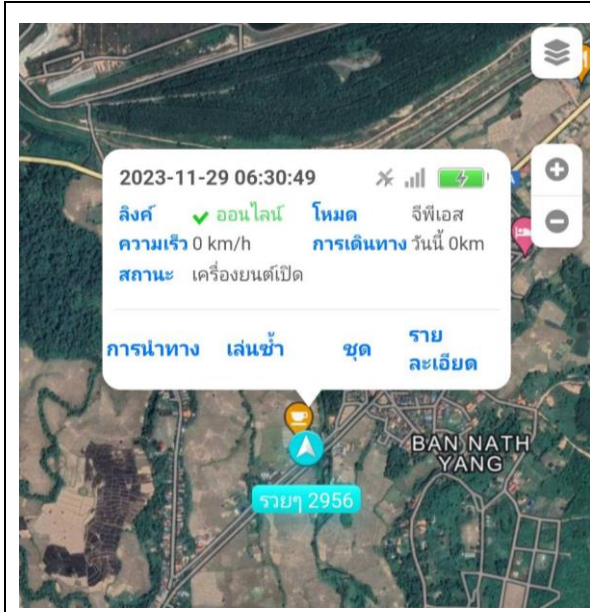 2023-11-29 06:30:49
ลิงค์ ออนไลน์ โหมด จีพีเอส
ความเร็ว 0 km/h การเดินทาง วันนี้ 0km
สถานะ เครื่องยนต์เปิด
การนำทาง เล่นซ้ำ ชุด ราย
ละเอียด
BAN NATH
YANG
รวยๆ 2956